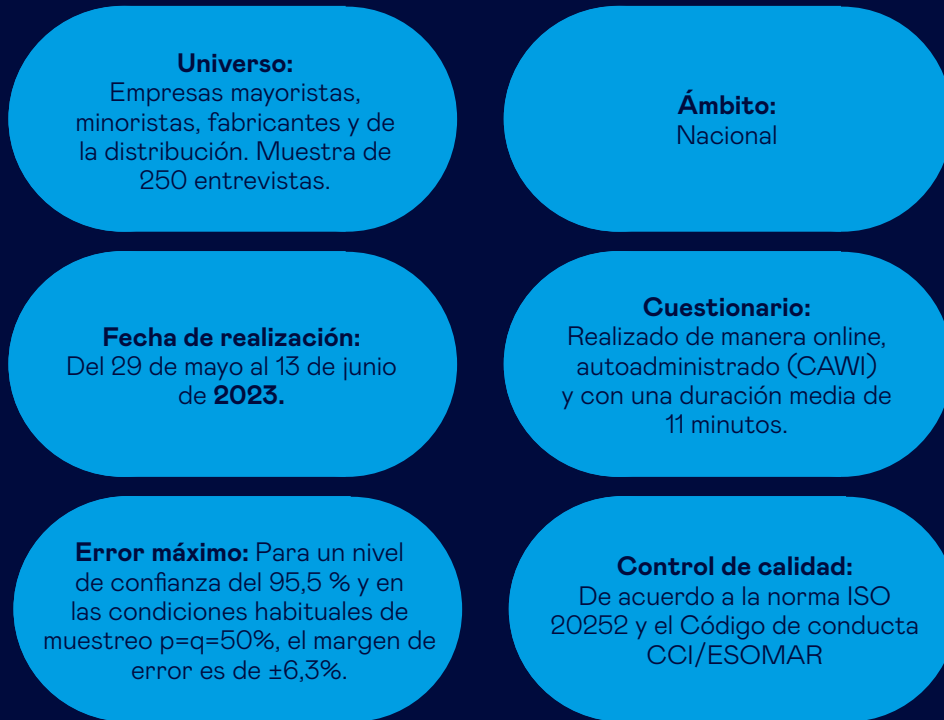 Universo:
Empresas mayoristas,
minoristas, fabricantes y de
la distribución. Muestra de
250 entrevistas.
Ámbito:
Nacional
Fecha de realización:
Del 29 de mayo al 13 de junio
de 2023.
Cuestionario:
Realizado de manera online,
autoadministrado (CAWI)
y con una duración media de
11 minutos.
Error máximo: Para un nivel
de confianza del 95,5 % y en
las condiciones habituales de
muestreo p=q=50%, el margen de
error es de ±6,3%.
Control de calidad:
De acuerdo a la norma ISO
20252 y el Código de conducta
CCI/ESOMAR